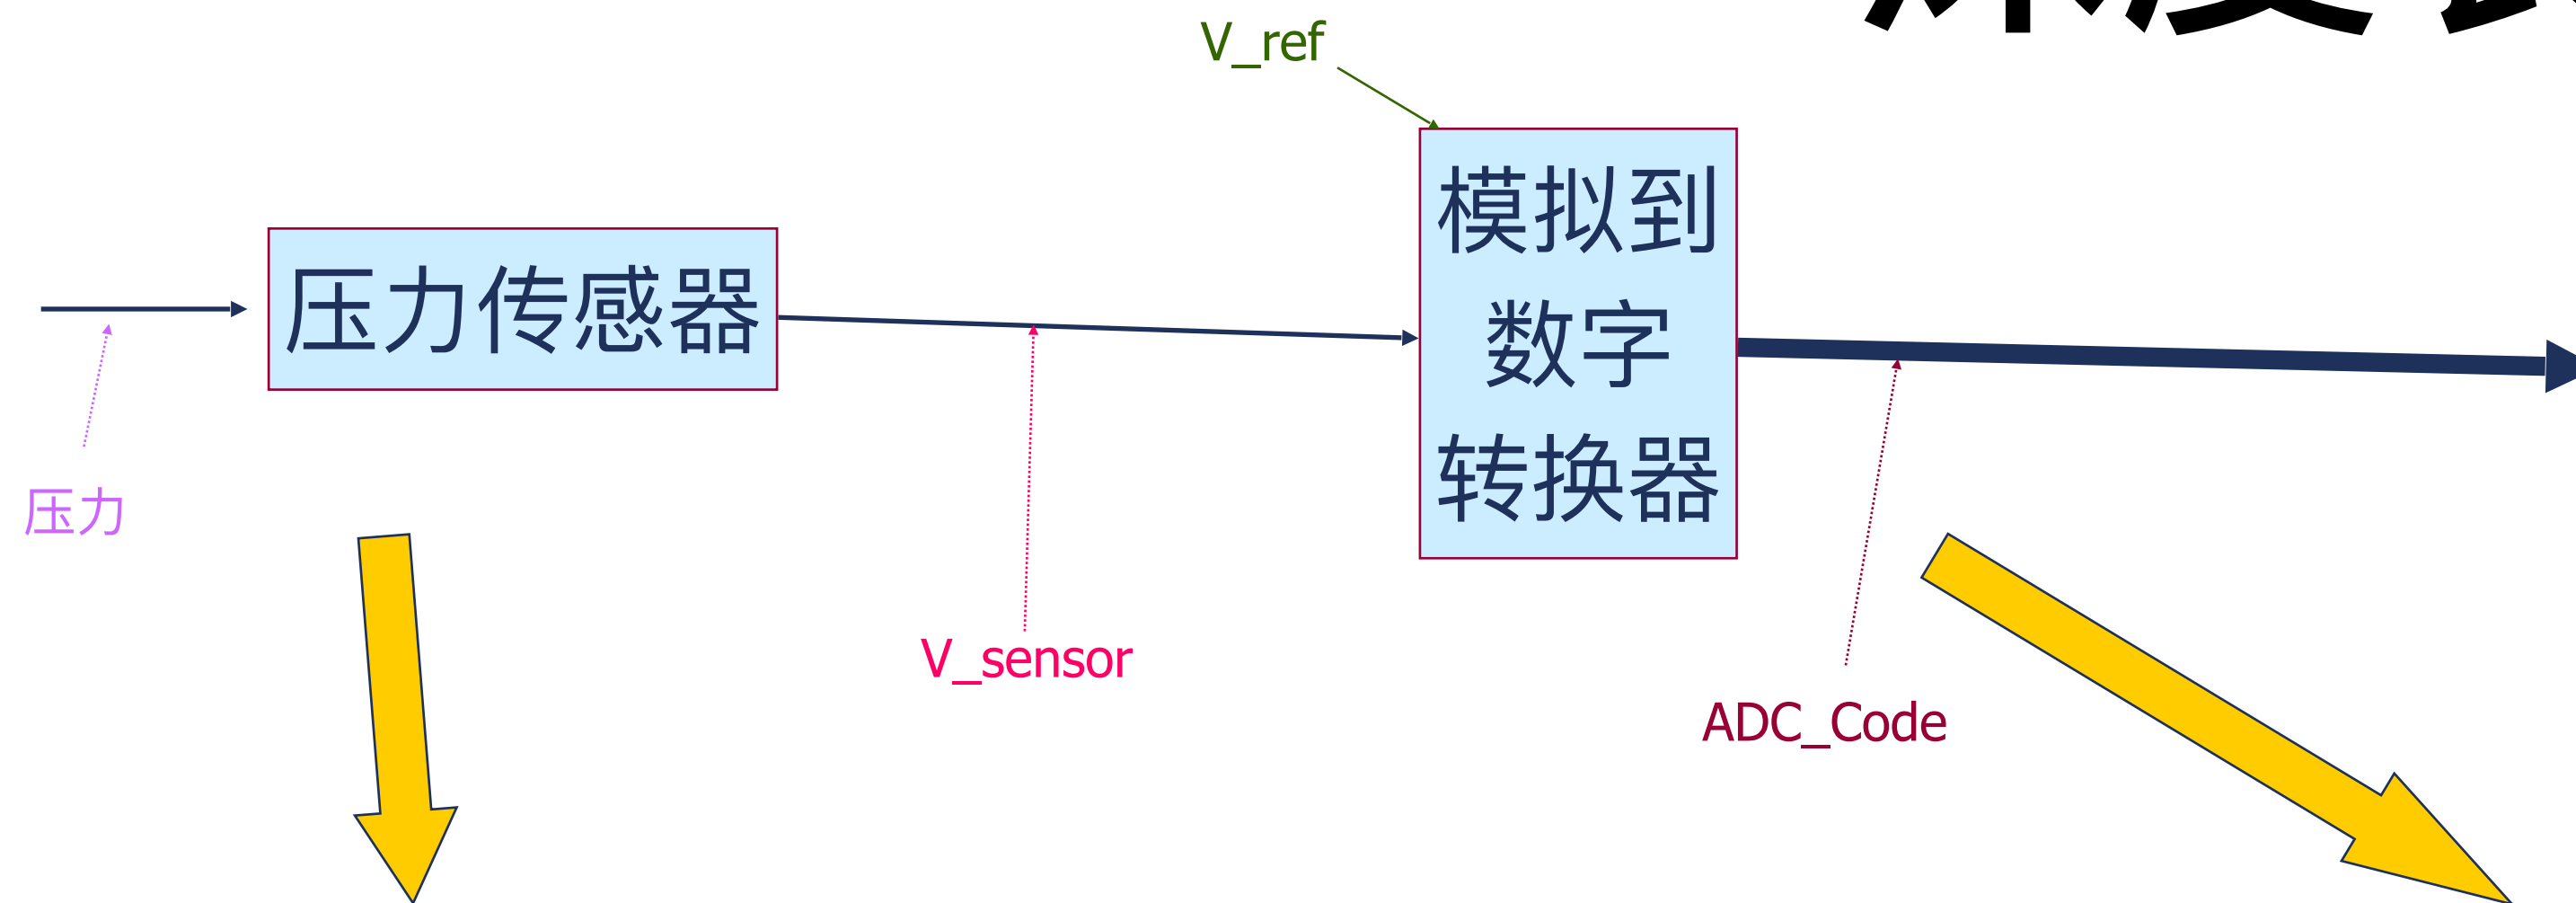 V_ref
模拟到
数字
转换器
压力传感器
压力
V_sensor
ADC_Code